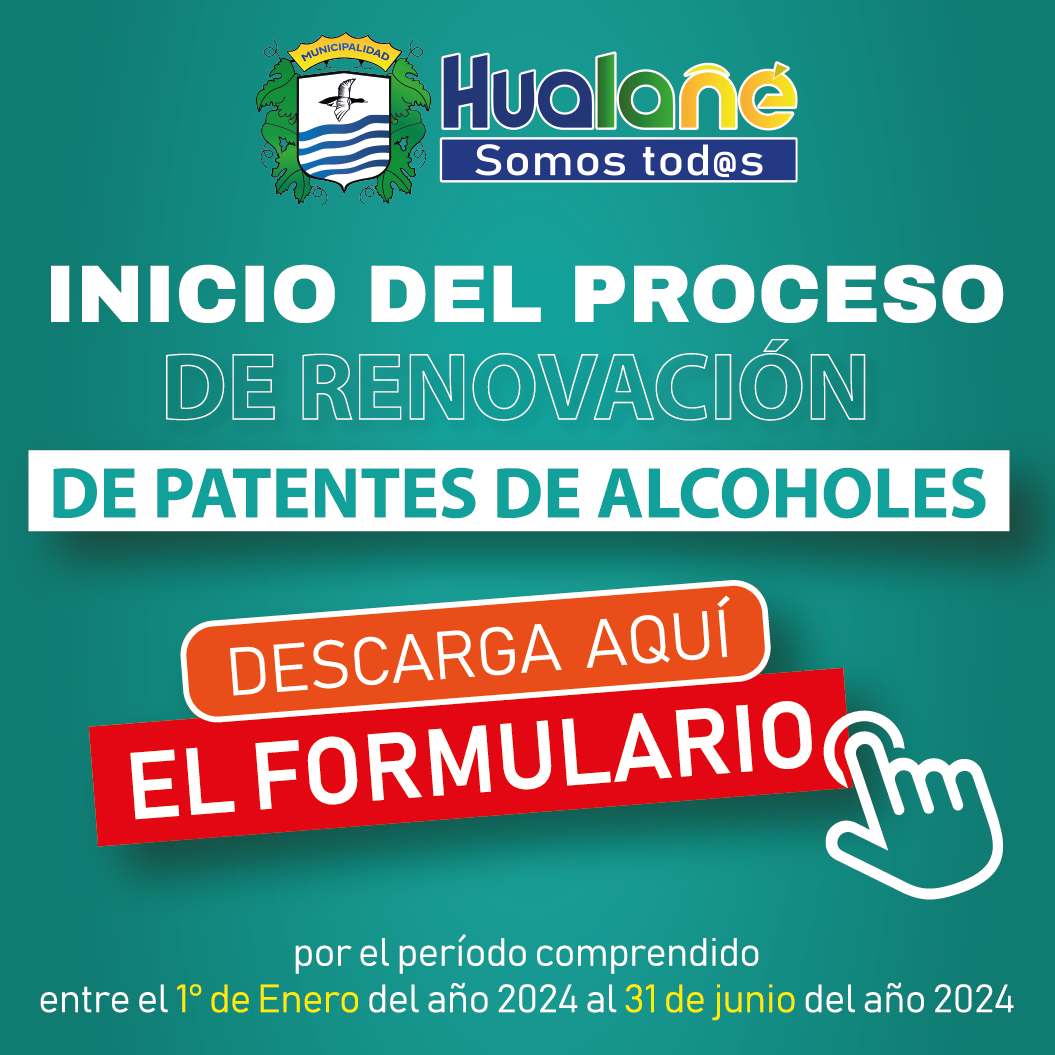 MUNICIPALIDAD
Hualañé
Somos tod@s
INICIO DEL PROCESO
DE RENOVACIÓN
DE PATENTES DE ALCOHOLES
DESCARGA AQUÍ
EL FORMULARIO
por el período comprendido
entre el 1° de Enero del año 2024 al 31 de junio del año 2024